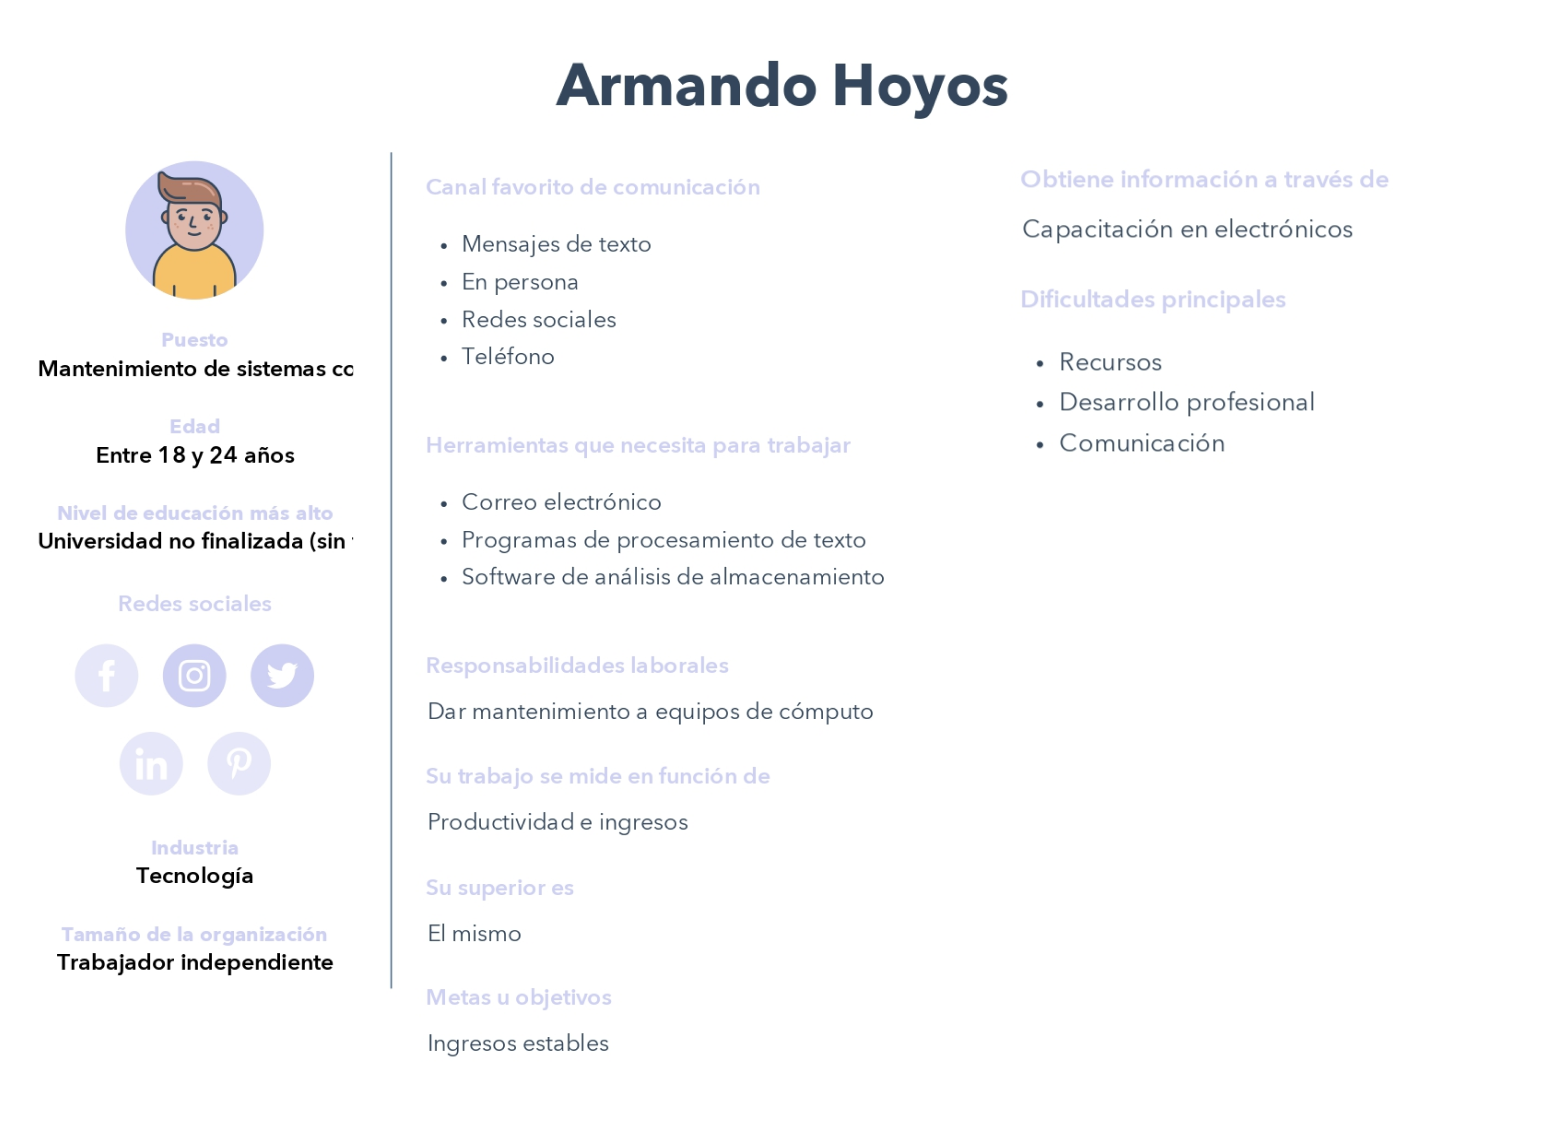 Armando Hoyos
Puesto
Mantenimiento de sistemas co
Edad
Entre 18 y 24 años
Nivel de educación más alto
Universidad no finalizada (sin
Redes sociales
Industria
Tecnología
Tamaño de la organización
Trabajador independiente
Canal favorito de comunicación
• Mensajes de texto
• En persona
• Redes sociales
• Teléfono
Herramientas que necesita para trabajar
• Correo electrónico
• Programas de procesamiento de texto
• Software de análisis de almacenamiento
Responsabilidades laborales
Dar mantenimiento a equipos de cómputo
Su trabajo se mide en función de
Productividad e ingresos
Su superior es
El mismo
Metas u objetivos
Ingresos estables
Obtiene información a través de
Capacitación en electrónicos
Dificultades principales
• Recursos
• Desarrollo profesional
• Comunicación